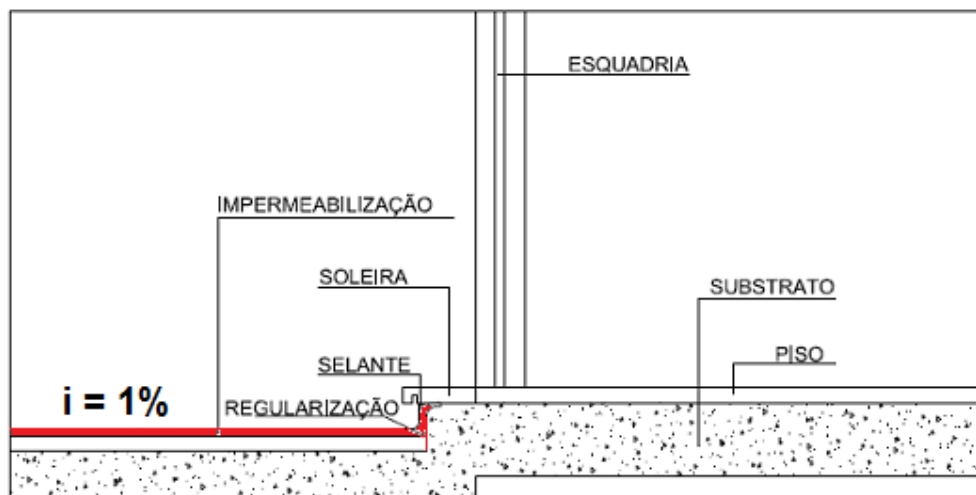 ESQUADRIA
IMPERMEABILIZAÇÃO
SOLEIRA
SUBSTRATO
PISO
SELANTE
i = 1%
REGULARIZAÇÃO